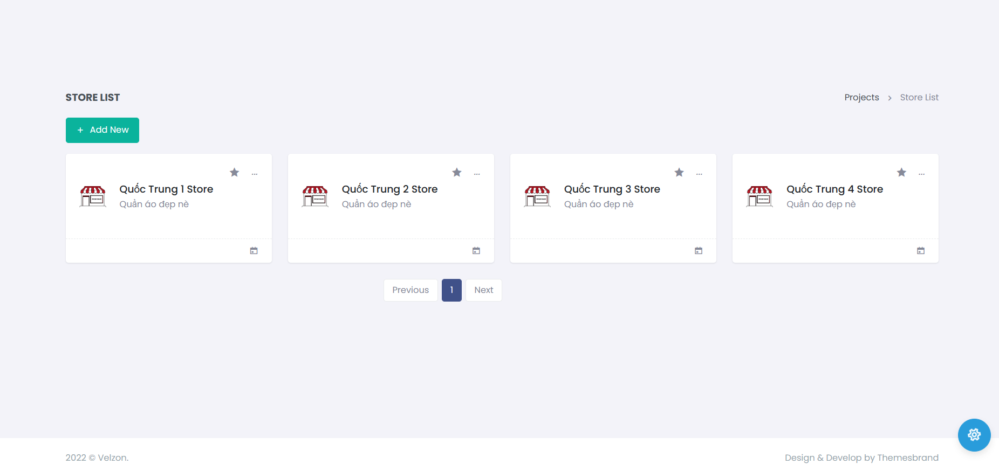 STORE LIST
Projects > Store List
+ Add New
Quốc Trung 1 Store
Quần áo đẹp nè
Quốc Trung 2 Store
Quần áo đẹp nè
Quốc Trung 3 Store
Quần áo đẹp nè
Quốc Trung 4 Store
Quần áo đẹp nè
Previous 1 Next
2022 © Velzon.
Design & Develop by Themesbrand